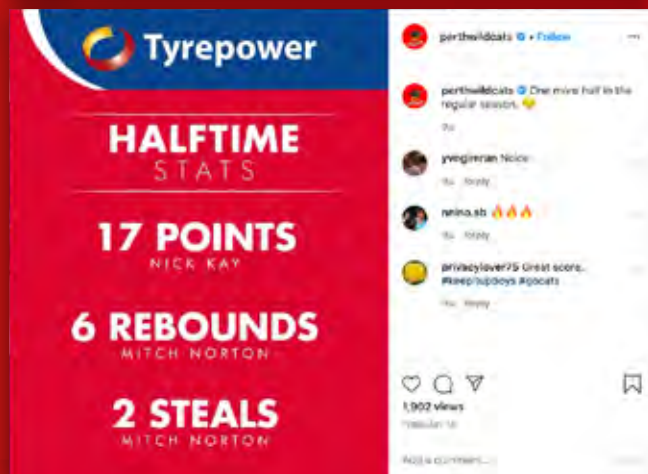 Tyrepower
HALFTIME
STATS
17 POINTS
NICK KAY
6 REBOUNDS
MITCH NORTON
2 STEALS
MITCH NORTON
perthwildcats • Follow
perthwildcats One more half in the
regular season. 💛
yvoginran Noice
Reply
🔥🔥🔥
Reply
privacylover75 Great score.
#keepitupboys #gocats
Reply
1,902 views
Add a comment...